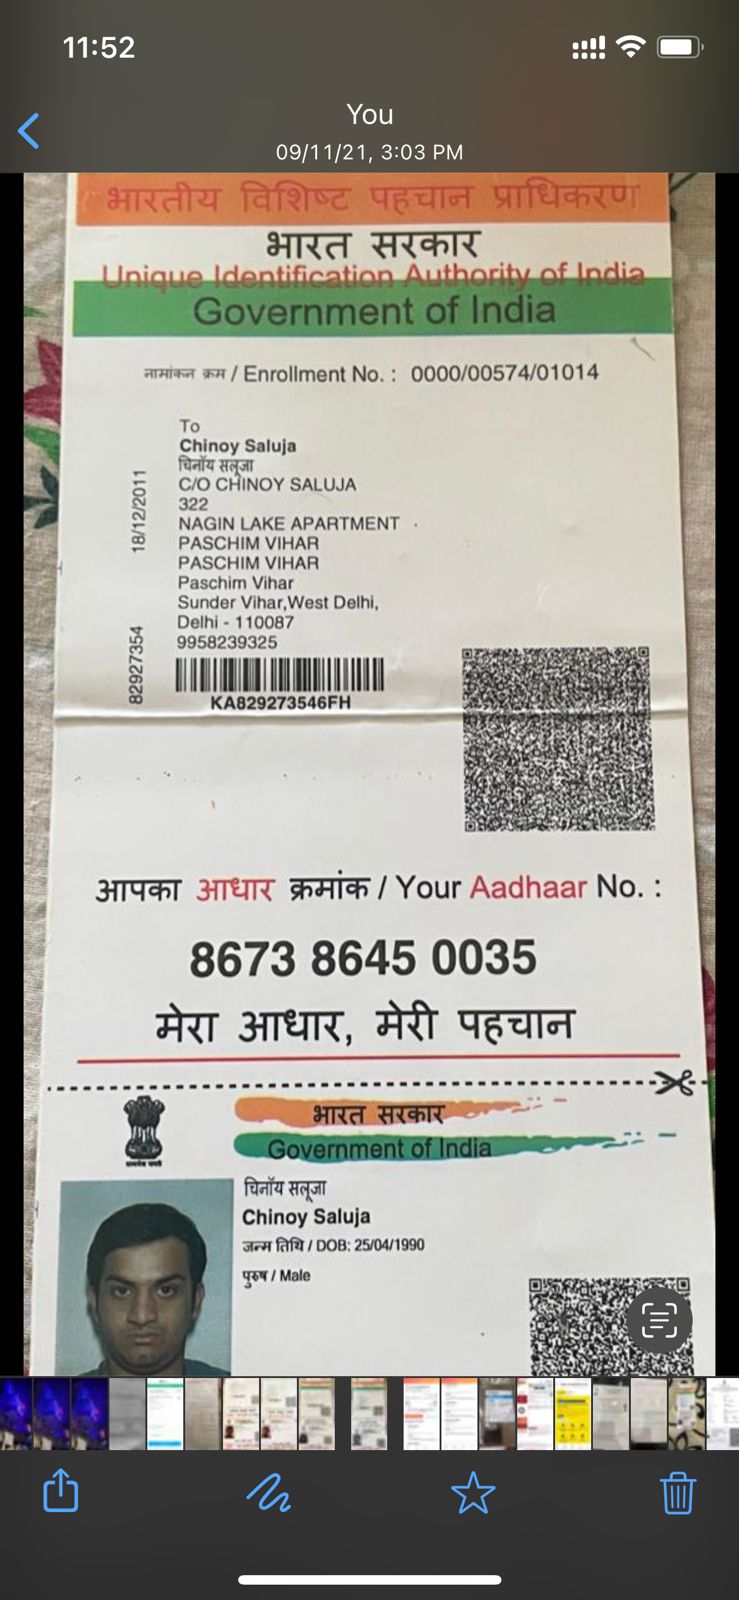 11:52
You
09/11/21, 3:03 PM
भारतीय विशिष्ट पहचान प्राधिकरण
भारत सरकार
Unique Identification Authority of India
Government of India
नामांकन क्रम / Enrollment No. : 0000/00574/01014
To
Chinoy Saluja
चिनॉय सलूजा
C/O CHINOY SALUJA
322
NAGIN LAKE APARTMENT
PASCHIM VIHAR
PASCHIM VIHAR
Paschim Vihar
Sunder Vihar,West Delhi,
Delhi - 110087
9958239325
18/12/2011
82927354
KA829273546FH
आपका आधार क्रमांक / Your Aadhaar No. :
8673 8645 0035
मेरा आधार, मेरी पहचान
भारत सरकार
Government of India
चिनॉय सलूजा
Chinoy Saluja
जन्म तिथि / DOB: 25/04/1990
पुरुष / Male